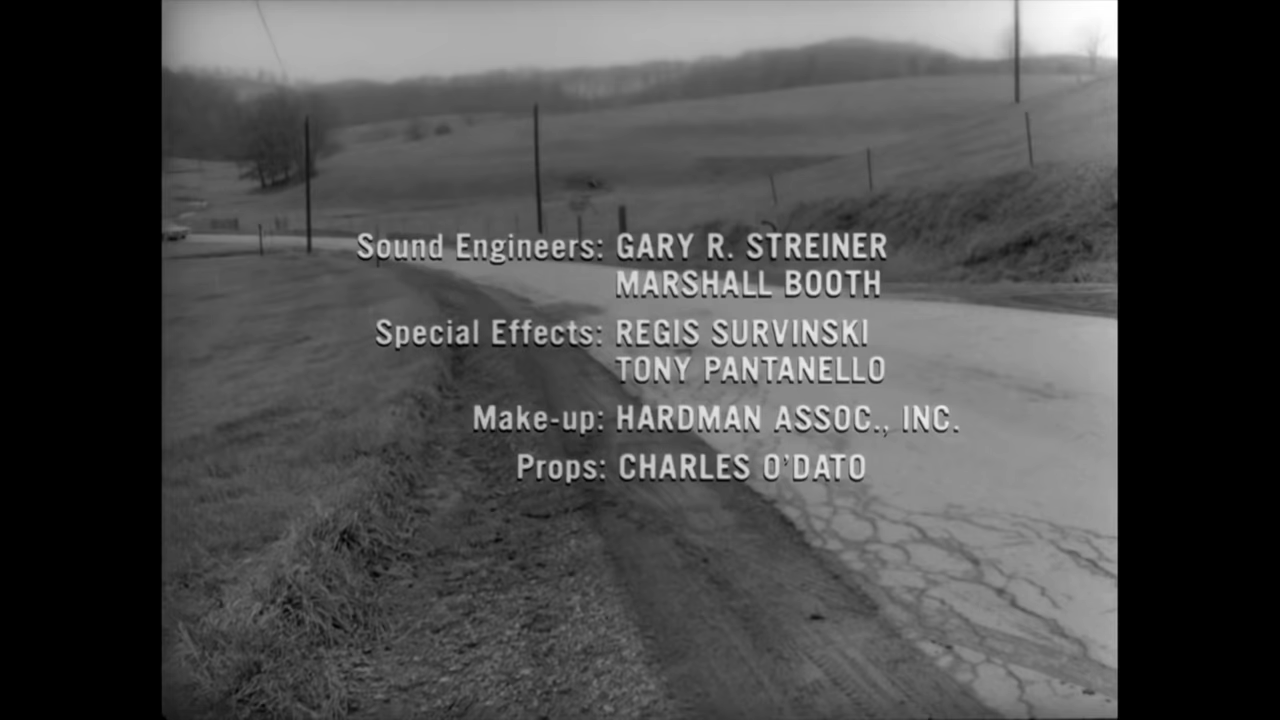 Sound Engineers: GARY R. STREINER
MARSHALL BOOTH
Special Effects: REGIS SURVINSKI
TONY PANTANELLO
Make-up: HARDMAN ASSOC., INC.
Props: CHARLES O'DATO